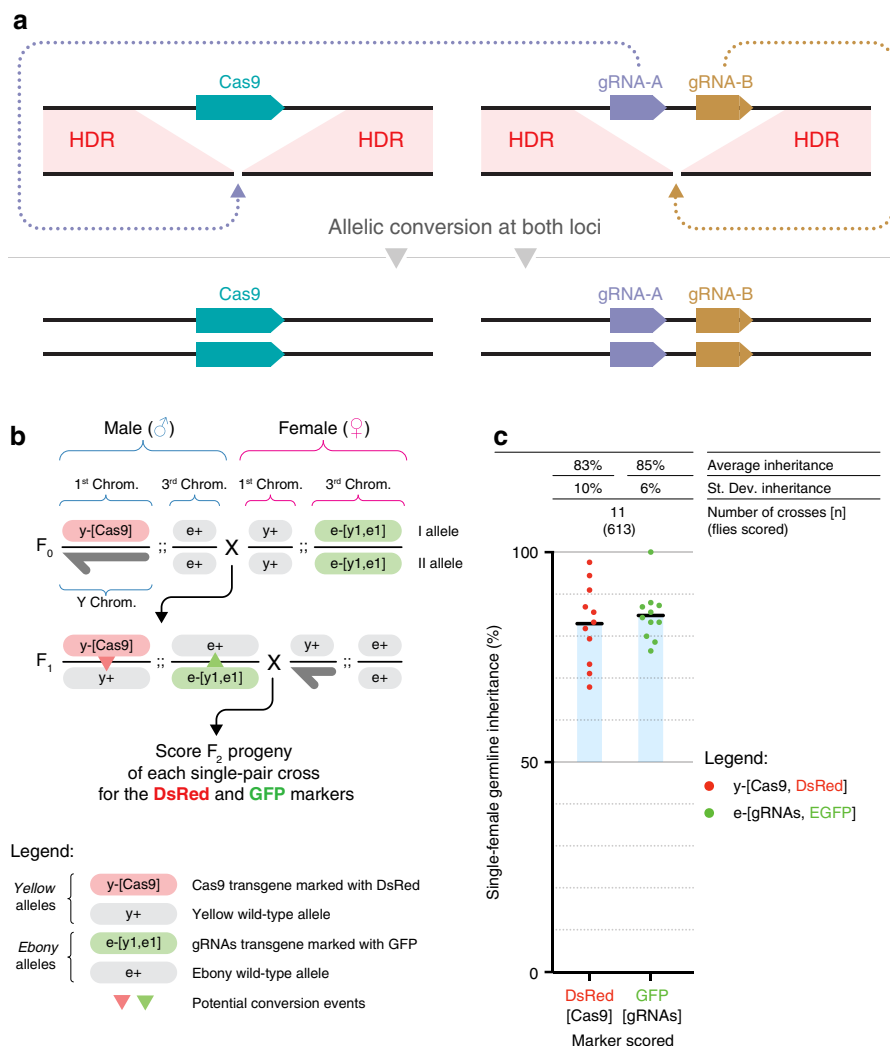 a
Cas9
gRNA-A
gRNA-B
HDR
HDR
HDR
HDR
Allelic conversion at both loci
Cas9
gRNA-A
gRNA-B
b
Male (♂)
Female (♀)
1st Chrom.
3rd Chrom.
1st Chrom.
3rd Chrom.
F0
y-[Cas9]
;;
e+
X
y+
;;
e-[y1,e1]
I allele
e+
y+
e-[y1,e1]
II allele
Y Chrom.
F1
y-[Cas9]
;;
e+
X
y+
;;
e+
y+
e-[y1,e1]
e+
Score F2 progeny
of each single-pair cross
for the DsRed and GFP markers
Legend:
Yellow
alleles
y-[Cas9]
Cas9 transgene marked with DsRed
y+
Yellow wild-type allele
Ebony
alleles
e-[y1,e1]
gRNAs transgene marked with GFP
e+
Ebony wild-type allele
Potential conversion events
c
83%
85%
Average inheritance
10%
6%
St. Dev. inheritance
11
(613)
Number of crosses [n]
(flies scored)
Single-female germline inheritance (%)
100
50
0
Legend:
y-[Cas9, DsRed]
e-[gRNAs, EGFP]
DsRed
[Cas9]
GFP
[gRNAs]
Marker scored